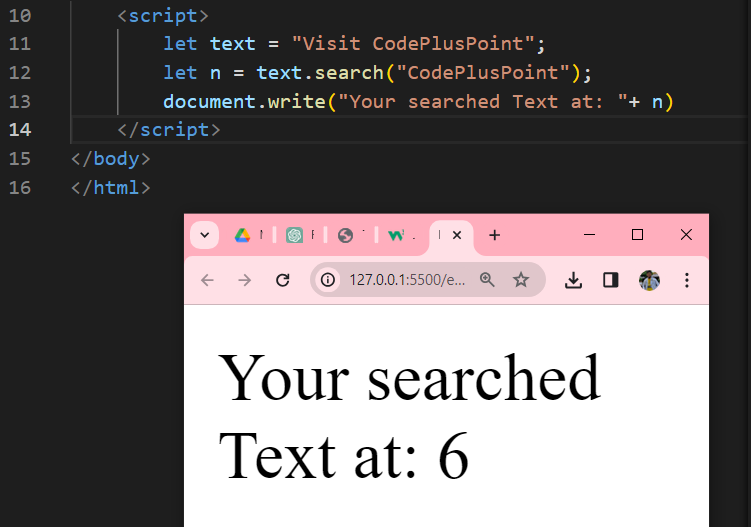 10 <script>
11 let text = "Visit CodePlusPoint";
12 let n = text.search("CodePlusPoint");
13 document.write("Your searched Text at: "+ n)
14 </script>
15 </body>
16 </html>
127.0.0.1:5500/e...
Your searched
Text at: 6